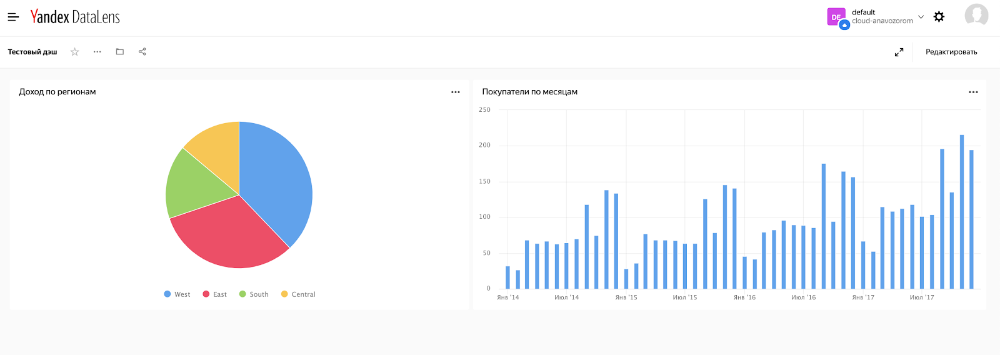 Yandex DataLens
DE
default
cloud-anavozorom
Тестовый дэш
Редактировать
Доход по регионам
West East South Central
Покупатели по месяцам
250
200
150
100
50
0
Янв '14 Июл '14 Янв '15 Июл '15 Янв '16 Июл '16 Янв '17 Июл '17